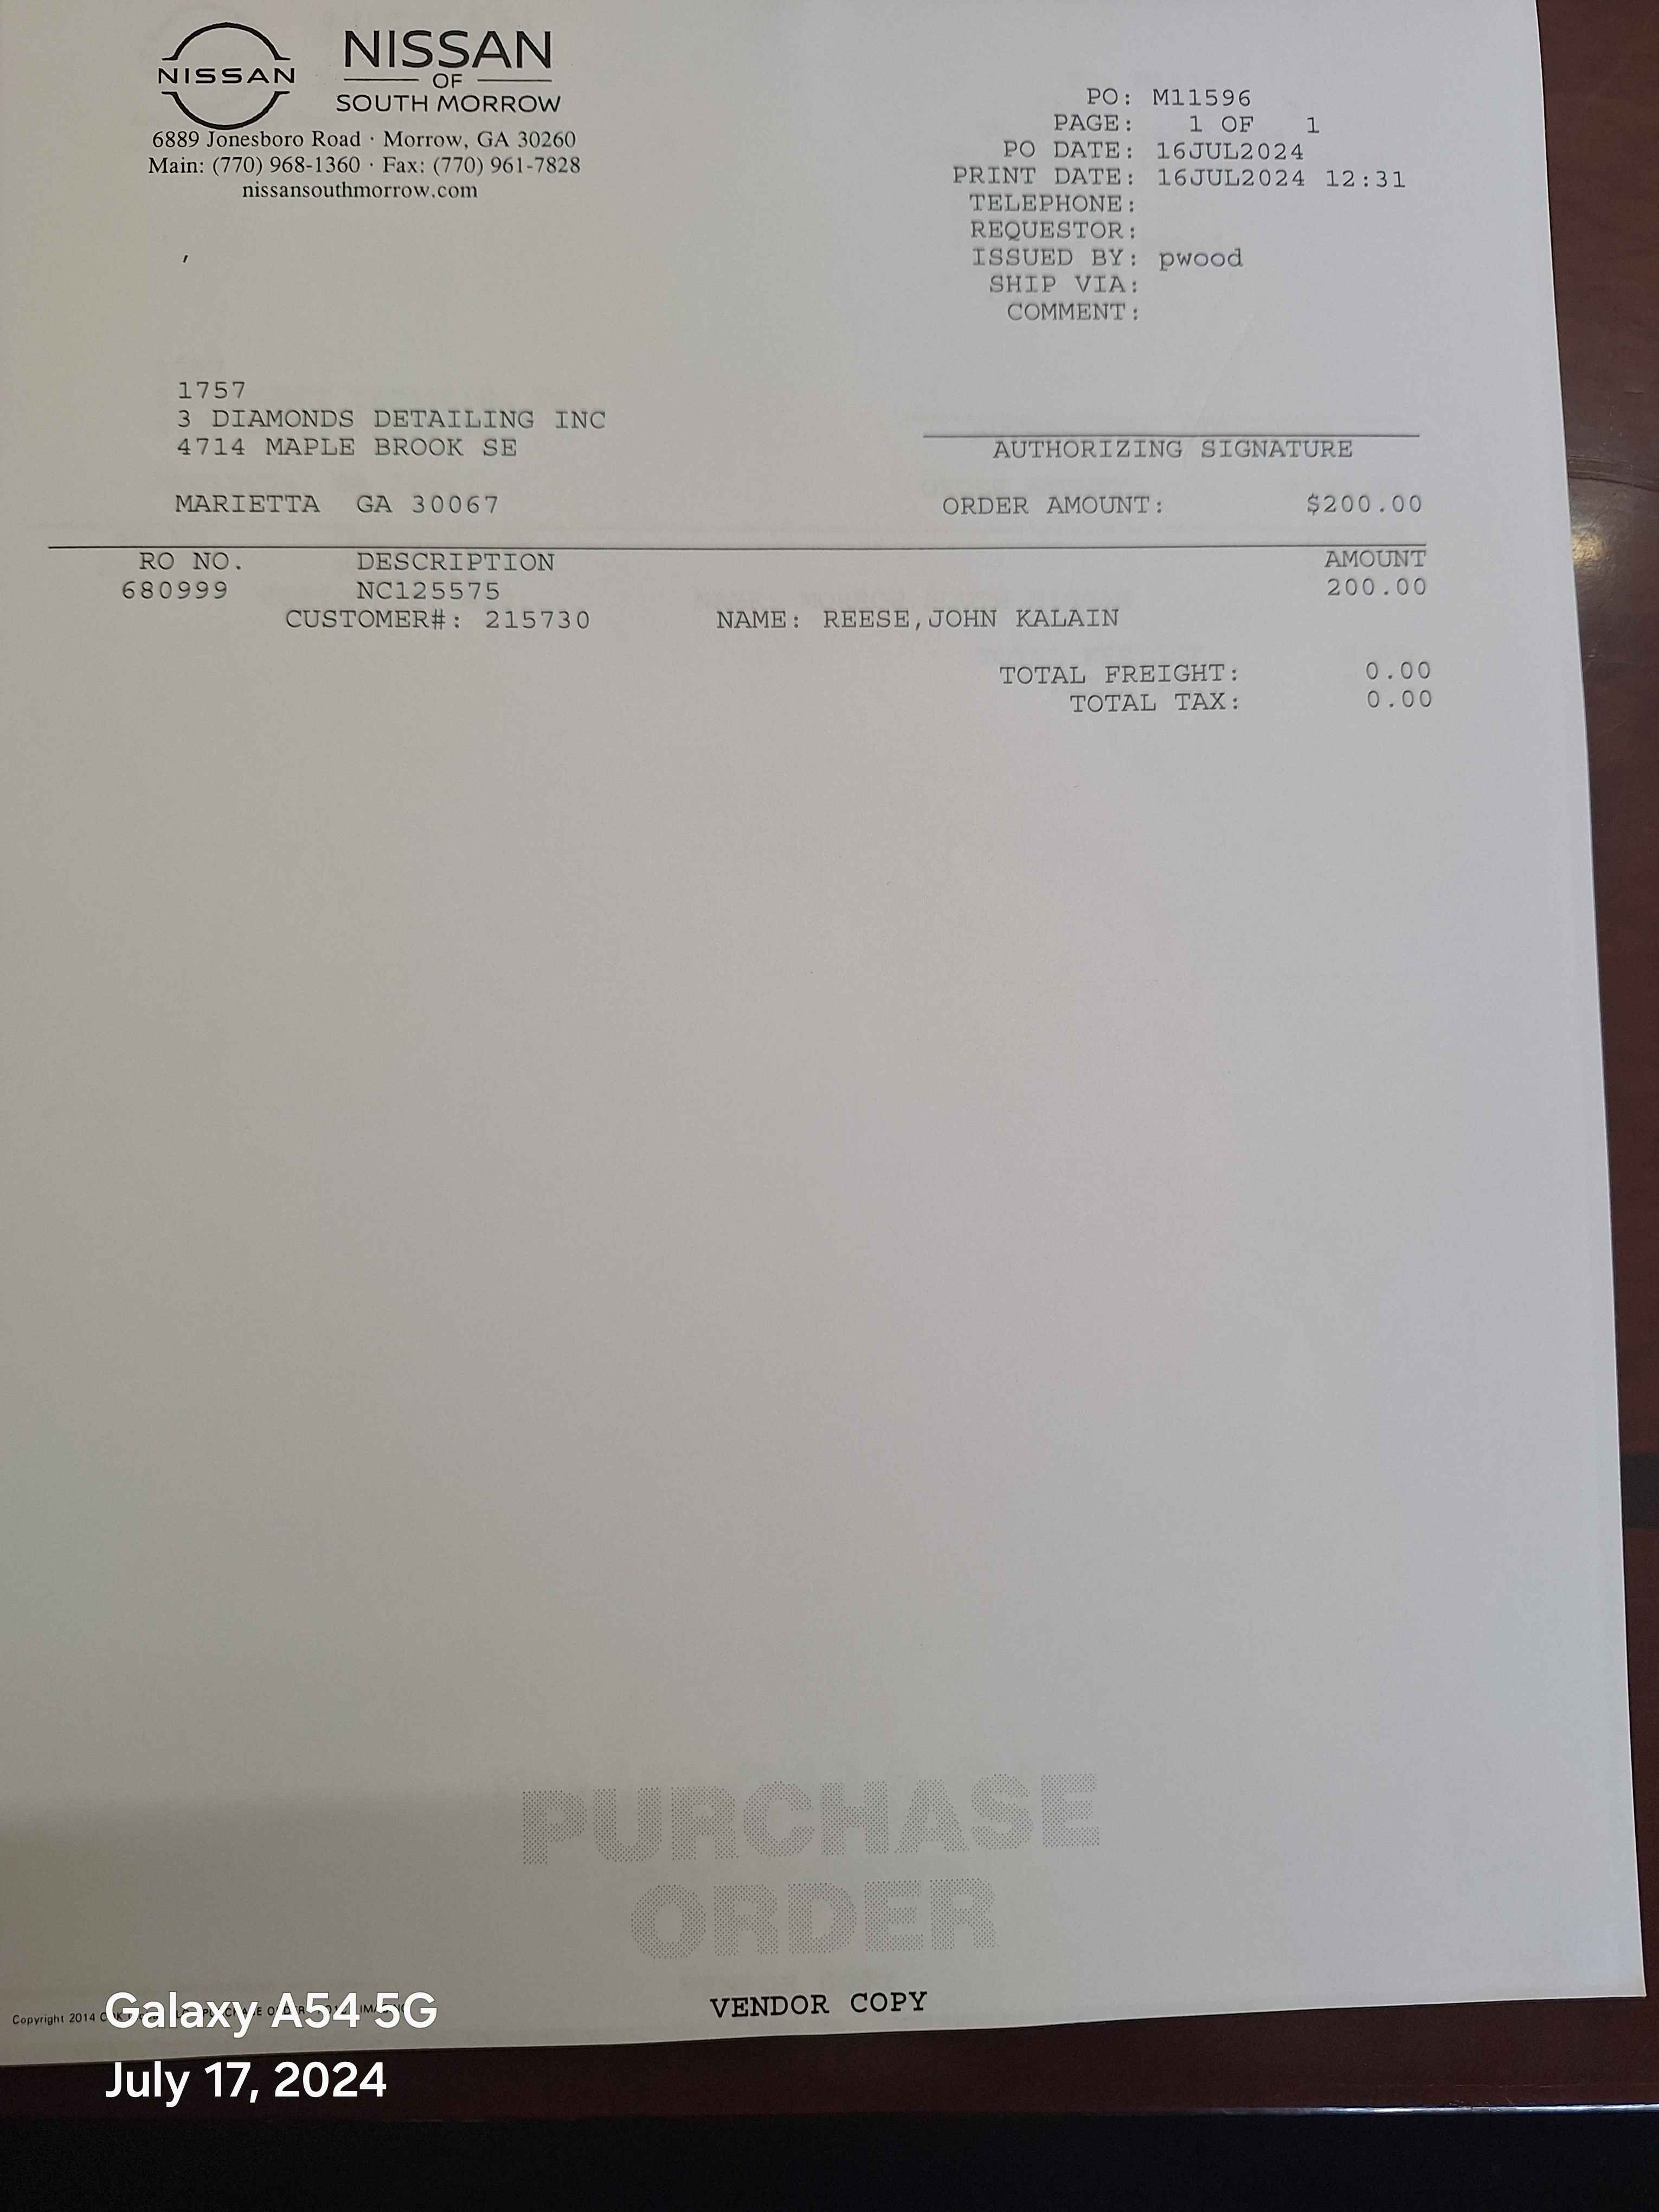 NISSAN
NISSAN
OF
SOUTH MORROW
6889 Jonesboro Road · Morrow, GA 30260
Main: (770) 968-1360 · Fax: (770) 961-7828
nissansouthmorrow.com
PO: M11596
PAGE: 1 OF 1
PO DATE: 16JUL2024
PRINT DATE: 16JUL2024 12:31
TELEPHONE:
REQUESTOR:
ISSUED BY: pwood
SHIP VIA:
COMMENT:
,
1757
3 DIAMONDS DETAILING INC
4714 MAPLE BROOK SE
MARIETTA GA 30067
AUTHORIZING SIGNATURE
ORDER AMOUNT: $200.00
RO NO. DESCRIPTION AMOUNT
680999 NC125575 200.00
CUSTOMER#: 215730 NAME: REESE,JOHN KALAIN
TOTAL FREIGHT: 0.00
TOTAL TAX: 0.00
PURCHASE
ORDER
VENDOR COPY
Copyright 2014
Galaxy A54 5G
July 17, 2024